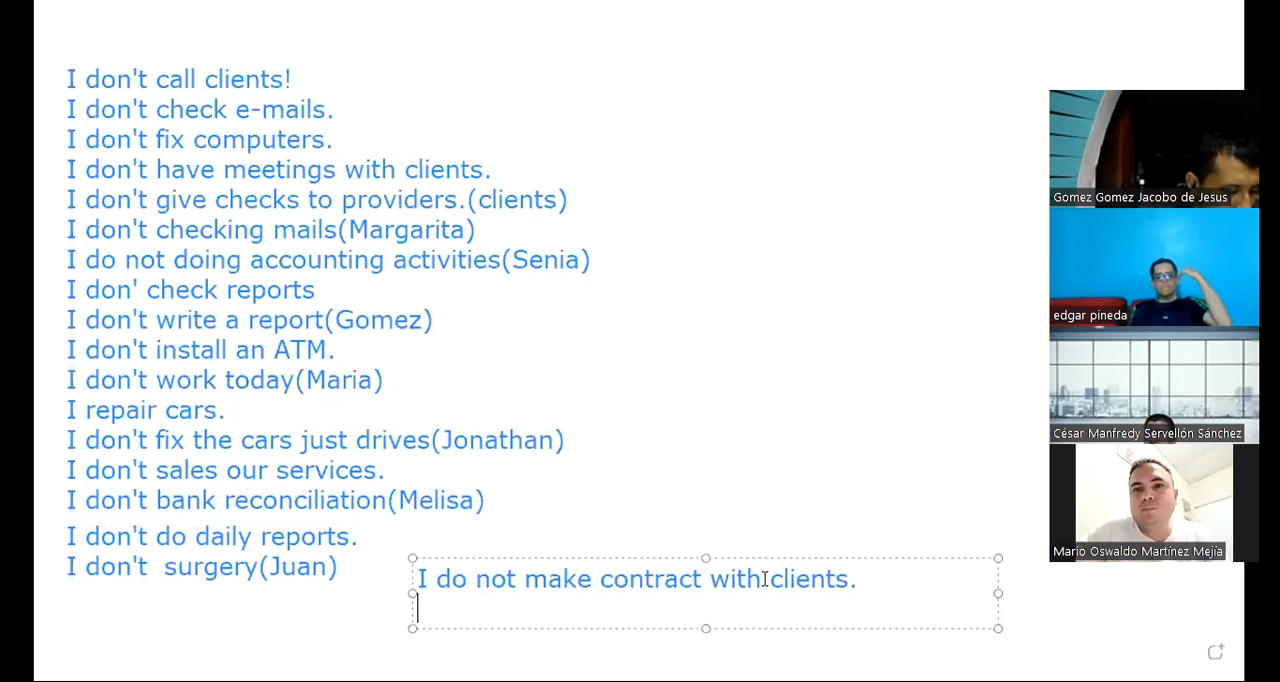 I don't call clients!
I don't check e-mails.
I don't fix computers.
I don't have meetings with clients.
I don't give checks to providers.(clients)
I don't checking mails(Margarita)
I do not doing accounting activities(Senia)
I don' check reports
I don't write a report(Gomez)
I don't install an ATM.
I don't work today(Maria)
I repair cars.
I don't fix the cars just drives(Jonathan)
I don't sales our services.
I don't bank reconciliation(Melisa)
I don't do daily reports.
I don't  surgery(Juan)
I do not make contract with clients.
Gomez Gomez Jacobo de Jesus
edgar pineda
César Manfredy Servellón Sánchez
Mario Oswaldo Martínez Mejía